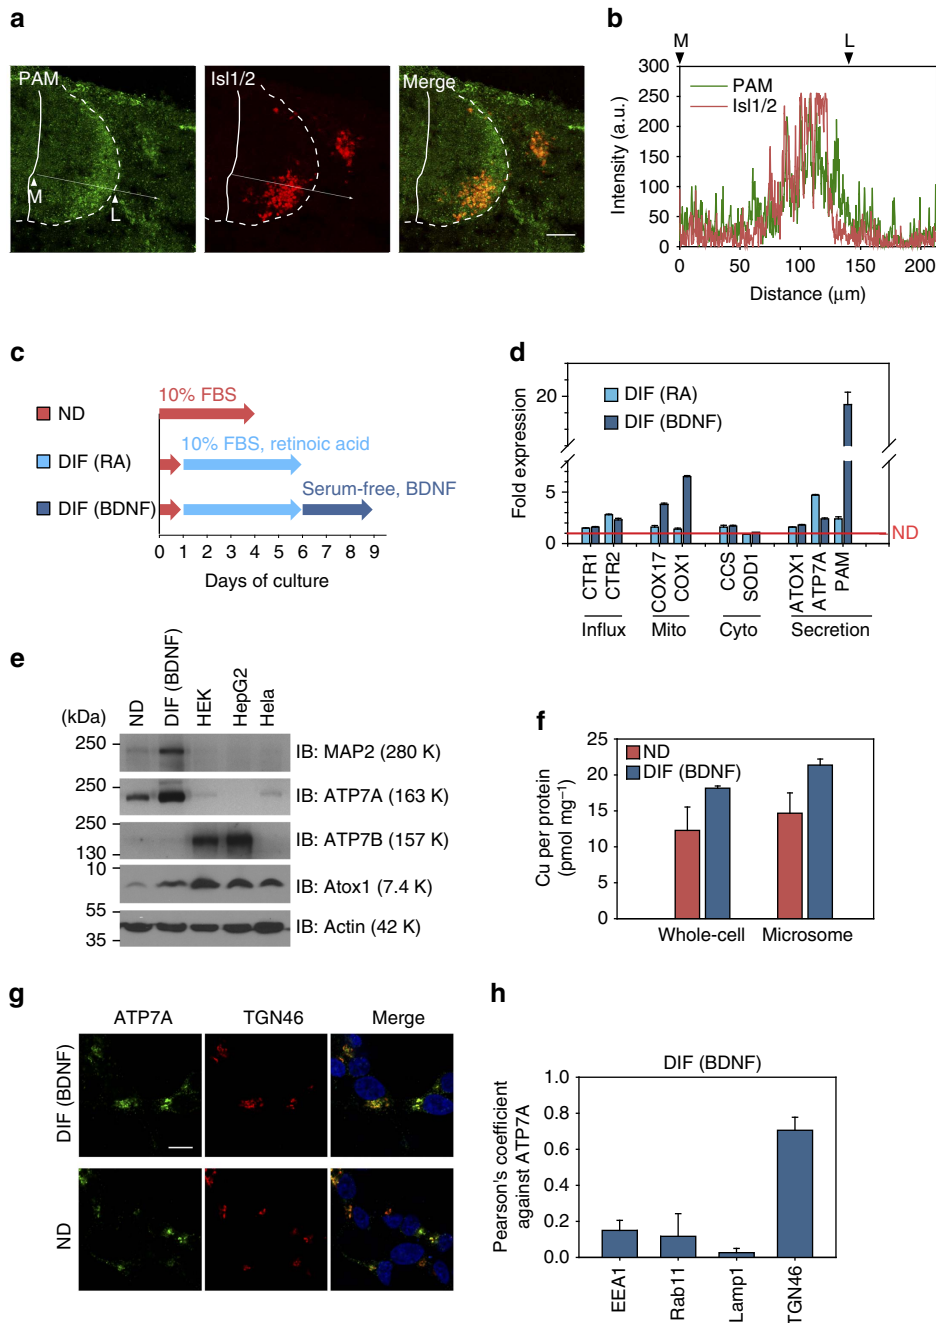 a
PAM
Isl1/2
Merge
M
L
b
M
L
300
250
200
150
100
50
0
Intensity (a.u.)
PAM
Isl1/2
0 50 100 150 200
Distance (μm)
c
ND
DIF (RA)
DIF (BDNF)
10% FBS
10% FBS, retinoic acid
Serum-free, BDNF
0 1 2 3 4 5 6 7 8 9
Days of culture
d
Fold expression
20
5
0
DIF (RA)
DIF (BDNF)
ND
CTR1
CTR2
COX17
COX1
CCS
SOD1
ATOX1
ATP7A
PAM
Influx
Mito
Cyto
Secretion
e
(kDa)
ND
DIF (BDNF)
HEK
HepG2
Hela
250
IB: MAP2 (280 K)
250
IB: ATP7A (163 K)
250
130
IB: ATP7B (157 K)
10
IB: Atox1 (7.4 K)
55
35
IB: Actin (42 K)
f
Cu per protein
(pmol mg⁻¹)
25
20
15
10
5
0
ND
DIF (BDNF)
Whole-cell
Microsome
g
ATP7A
TGN46
Merge
DIF (BDNF)
ND
h
DIF (BDNF)
Pearson's coefficient
against ATP7A
1.0
0.8
0.6
0.4
0.2
0.0
EEA1
Rab11
Lamp1
TGN46